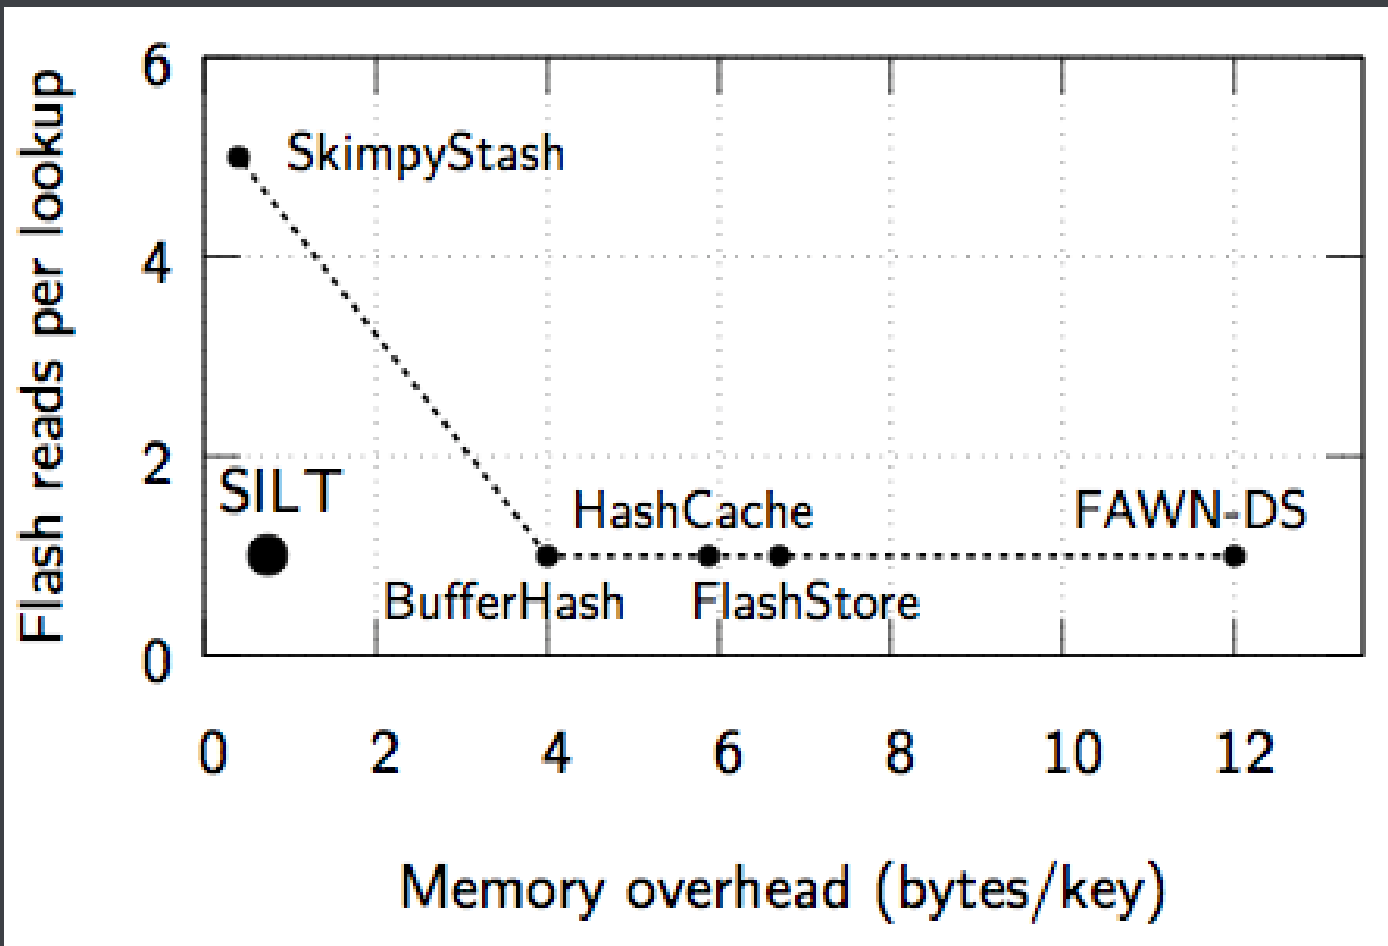 Flash reads per lookup
6
4
2
0
SkimpyStash
SILT
HashCache
FAWN-DS
BufferHash
FlashStore
0 2 4 6 8 10 12
Memory overhead (bytes/key)